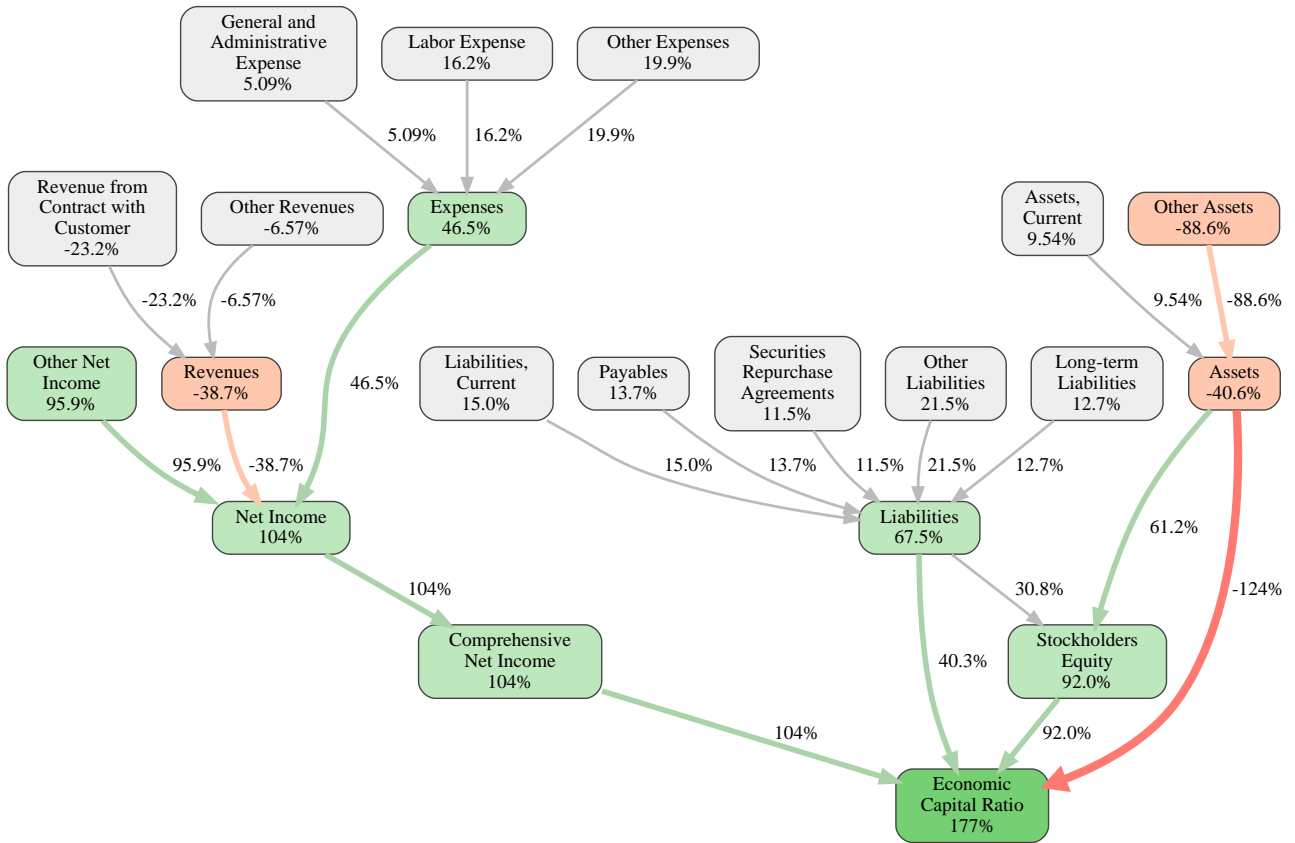 General and
Administrative
Expense
5.09%
Labor Expense
16.2%
Other Expenses
19.9%
5.09%
16.2%
19.9%
Revenue from
Contract with
Customer
-23.2%
Other Revenues
-6.57%
Expenses
46.5%
Assets,
Current
9.54%
Other Assets
-88.6%
-23.2%
-6.57%
9.54%
-88.6%
Other Net
Income
95.9%
Revenues
-38.7%
46.5%
Liabilities,
Current
15.0%
Payables
13.7%
Securities
Repurchase
Agreements
11.5%
Other
Liabilities
21.5%
Long-term
Liabilities
12.7%
Assets
-40.6%
95.9%
-38.7%
15.0%
13.7%
11.5%
21.5%
12.7%
Net Income
104%
Liabilities
67.5%
61.2%
104%
30.8%
-124%
Comprehensive
Net Income
104%
40.3%
Stockholders
Equity
92.0%
104%
92.0%
Economic
Capital Ratio
177%